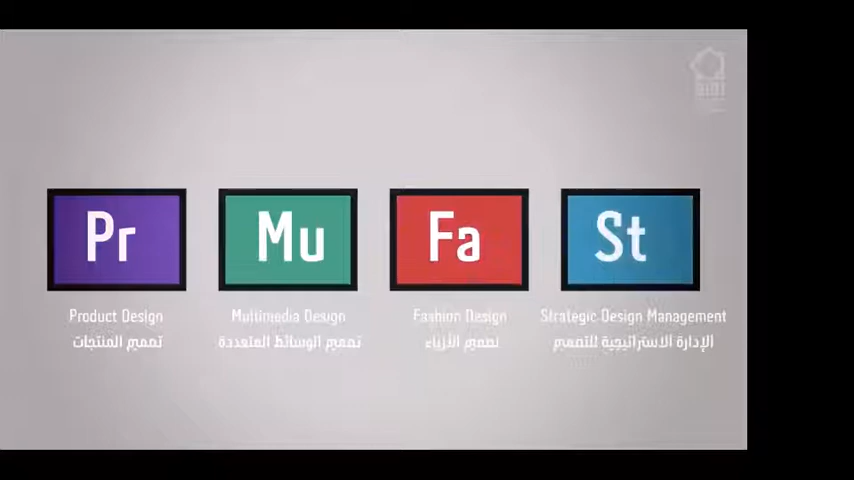 Pr
Mu
Fa
St
Product Design
Multimedia Design
Fashion Design
Strategic Design Management
تصميم المنتجات
تصميم الوسائط المتعددة
تصميم الأزياء
الإدارة الاستراتيجية للتصميم